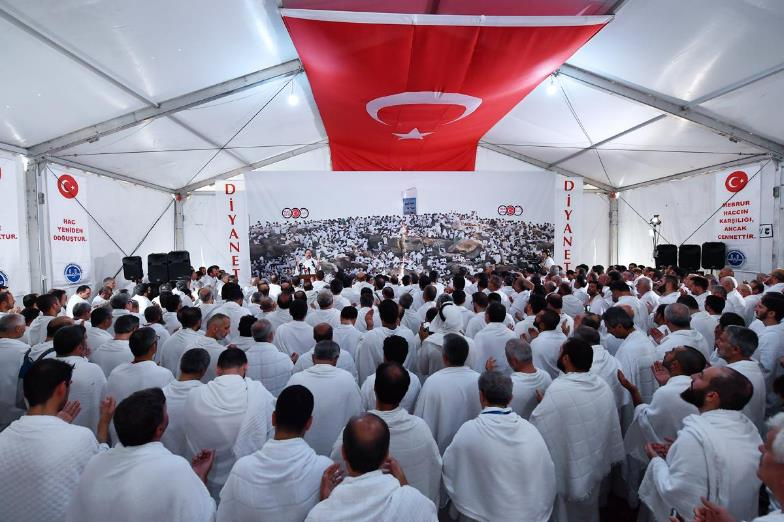 HAC
YENİDEN
DOĞUŞTUR.
DİYANET
DİYANET
MEBRUR
HACCIN
KARŞILIĞI,
ANCAK
CENNETTİR.